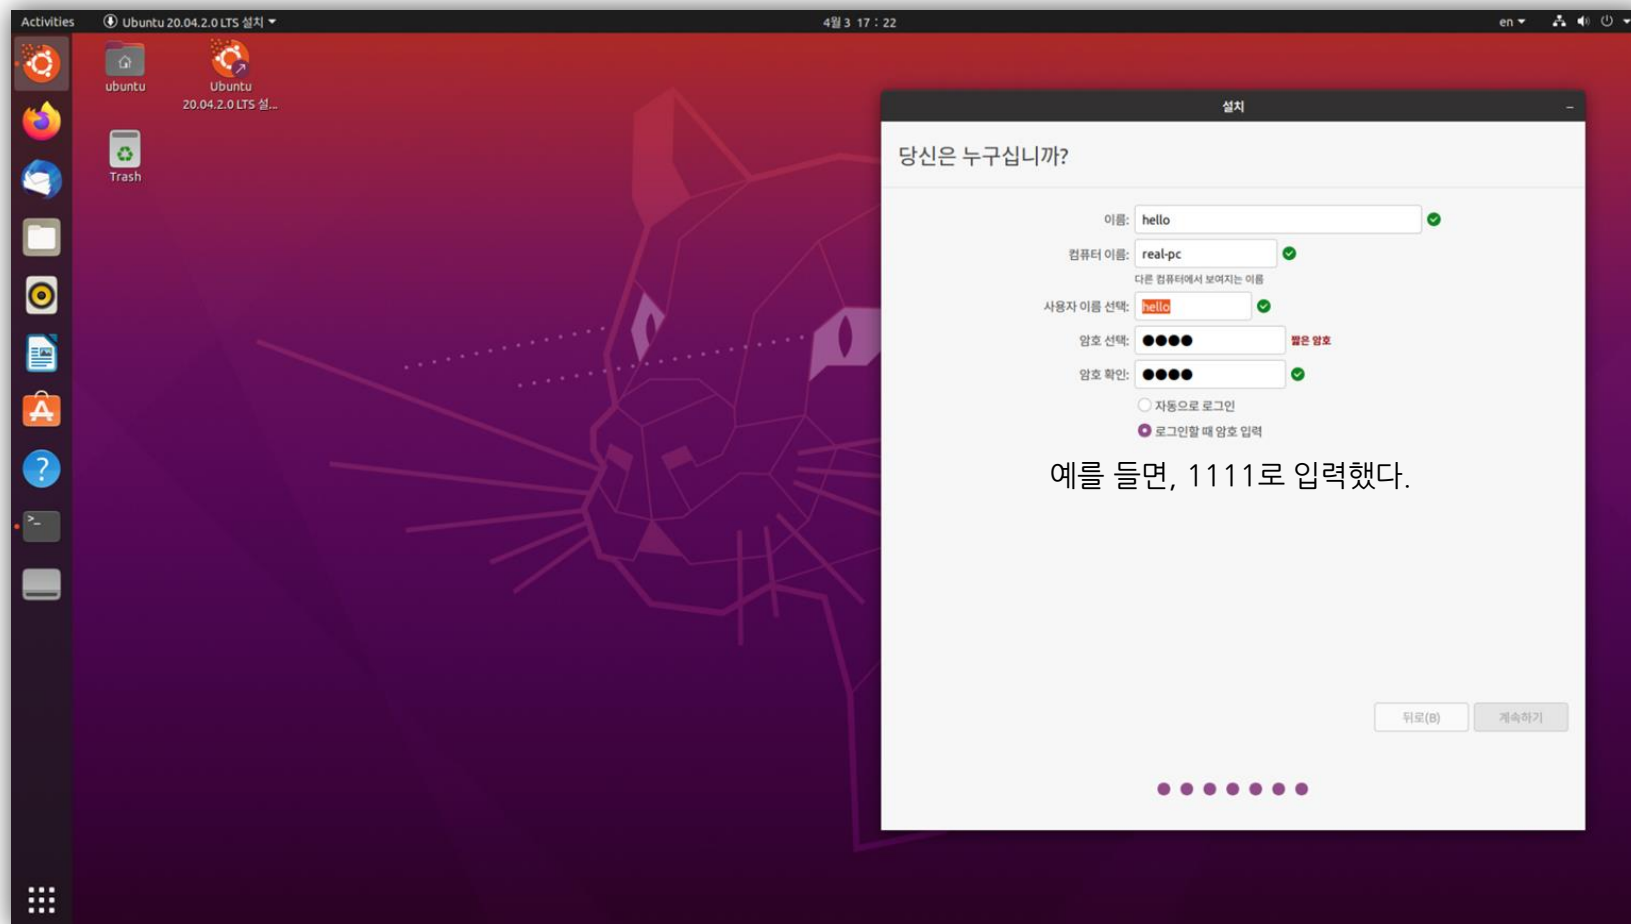 Activities
Ubuntu 20.04.2.0 LTS 설치
4월 3 17 : 22
en
ubuntu
Ubuntu
20.04.2.0 LTS 설...
Trash
설치
당신은 누구십니까?
이름: hello
컴퓨터 이름: real-pc
다른 컴퓨터에서 보여지는 이름
사용자 이름 선택: hello
암호 선택: ●●●● 짧은 암호
암호 확인: ●●●●
자동으로 로그인
로그인할 때 암호 입력
예를 들면, 1111로 입력했다.
뒤로(B)
계속하기